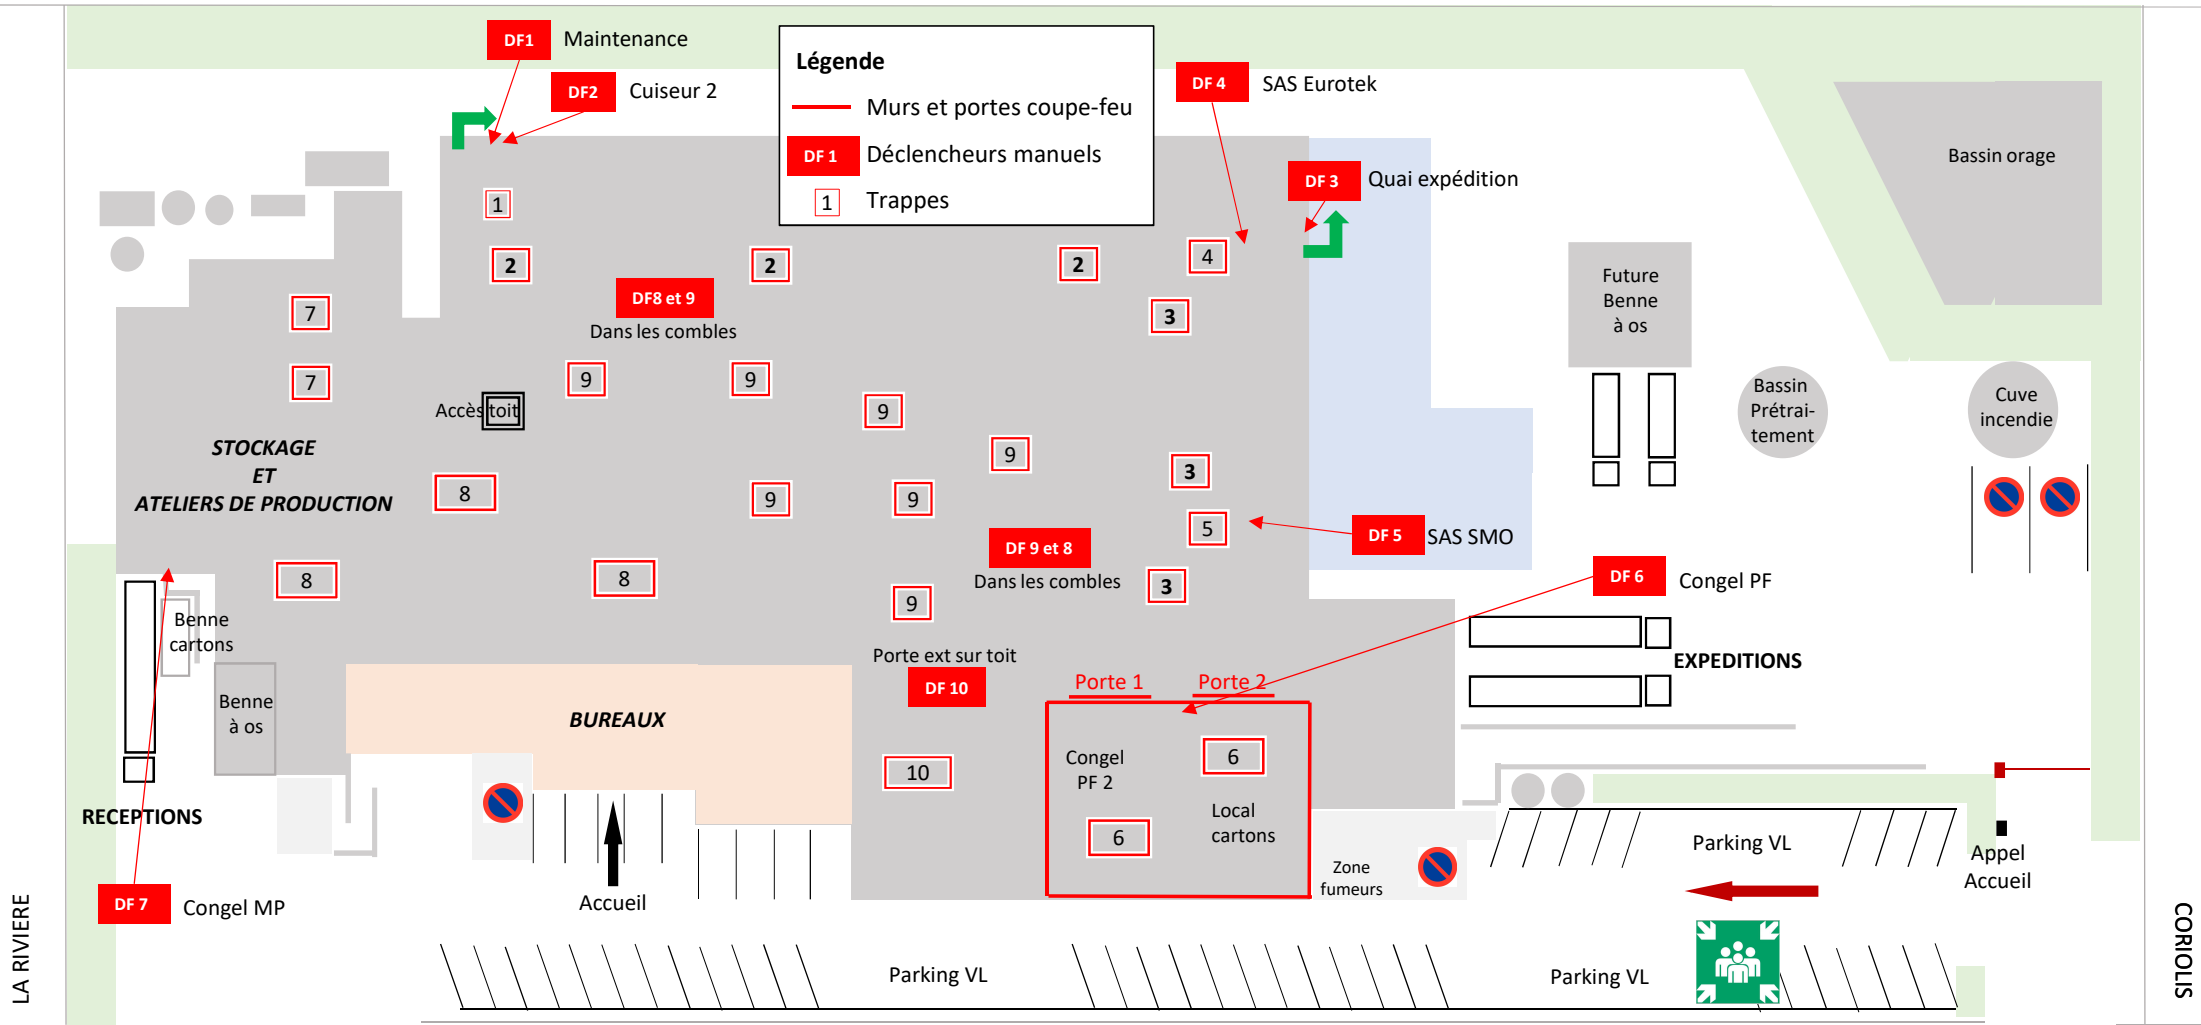 DF1 Maintenance
DF2 Cuiseur 2
Légende
Murs et portes coupe-feu
DF 1 Déclencheurs manuels
1 Trappes
DF 4 SAS Eurotek
DF 3 Quai expédition
Bassin orage
1
2
2
2
4
3
DF8 et 9
Dans les combles
7
7
Future
Benne
à os
9
9
9
9
Accès toit
Bassin
Prétrai-
tement
Cuve
incendie
STOCKAGE
ET
ATELIERS DE PRODUCTION
8
9
9
3
5
DF 5 SAS SMO
DF 9 et 8
Dans les combles
3
DF 6 Congel PF
8
8
9
Benne
cartons
Porte ext sur toit
DF 10
Porte 1
Porte 2
EXPEDITIONS
Benne
à os
BUREAUX
10
Congel
PF 2
6
6
Local
cartons
RECEPTIONS
DF 7 Congel MP
Accueil
Zone
fumeurs
Parking VL
Appel
Accueil
Parking VL
Parking VL
LA RIVIERE
CORIOLIS